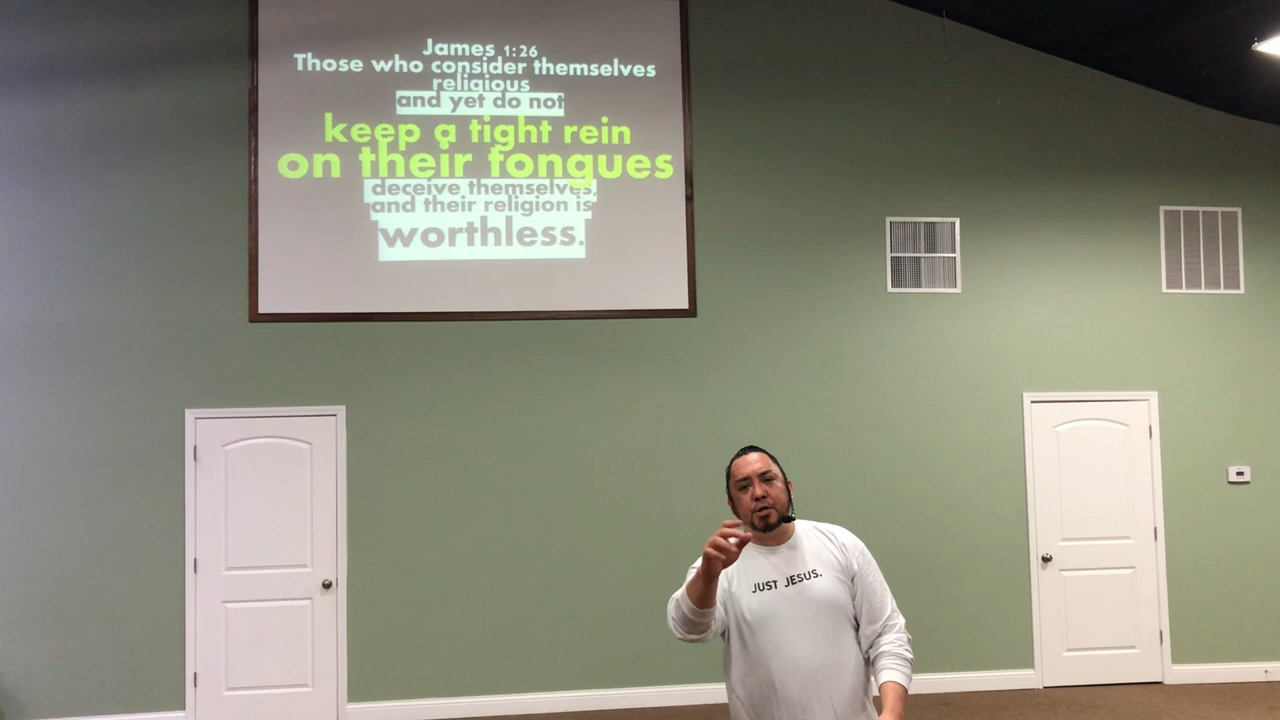 James 1:26
Those who consider themselves
religious
and yet do not
keep a tight rein
on their tongues
deceive themselves,
and their religion is
worthless.
JUST JESUS.